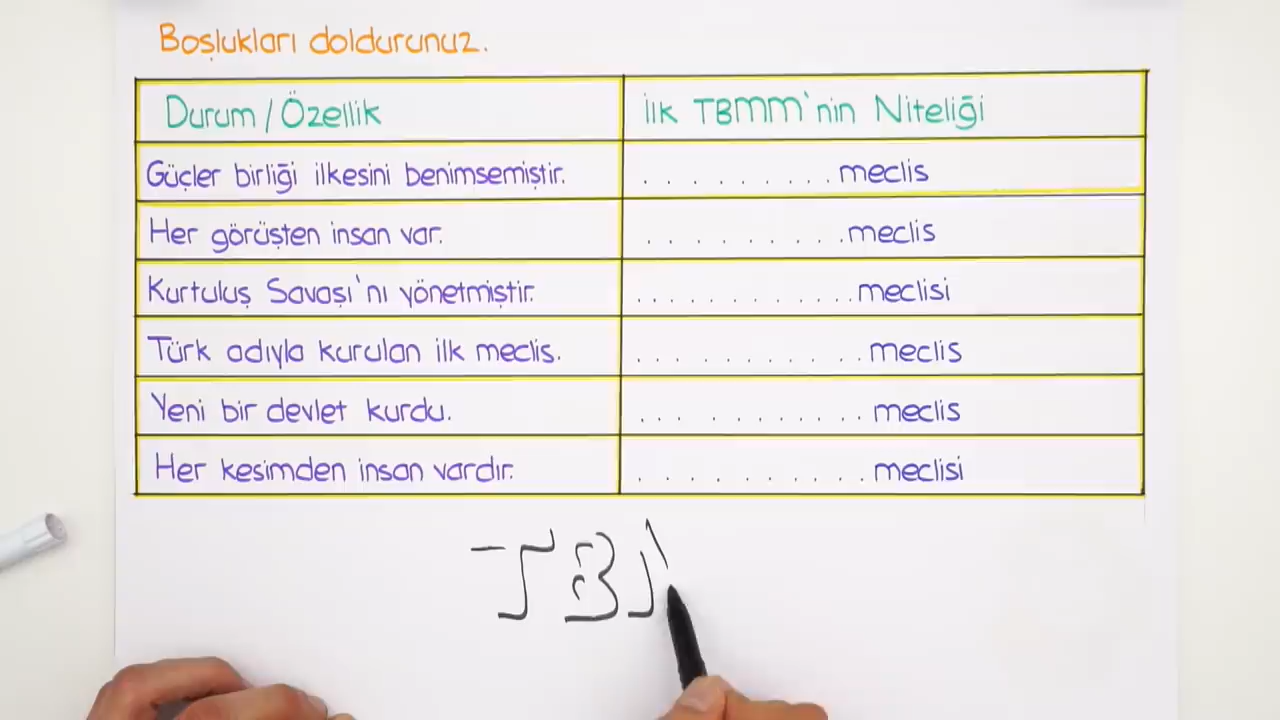 Boşlukları doldurunuz.
Durum / Özellik
İlk TBMM'nin Niteliği
Güçler birliği ilkesini benimsemiştir.
. . . . . . . . . meclis
Her görüşten insan var.
. . . . . . . . . meclis
Kurtuluş Savaşı'nı yönetmiştir.
. . . . . . . . . . . meclisi
Türk adıyla kurulan ilk meclis.
. . . . . . . . . . . meclis
Yeni bir devlet kurdu.
. . . . . . . . . . . meclis
Her kesimden insan vardır.
. . . . . . . . . . meclisi